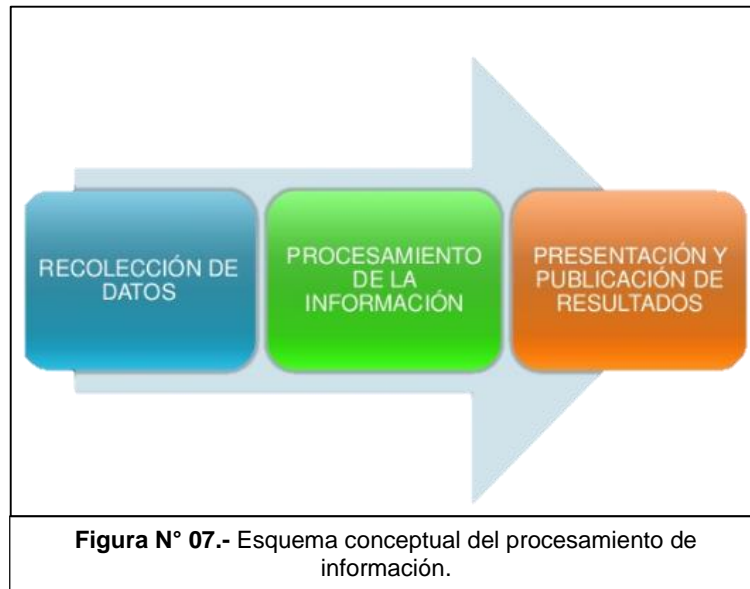 RECOLECCIÓN DE
DATOS
PROCESAMIENTO
DE LA
INFORMACIÓN
PRESENTACIÓN Y
PUBLICACIÓN DE
RESULTADOS
Figura N° 07.- Esquema conceptual del procesamiento de
información.